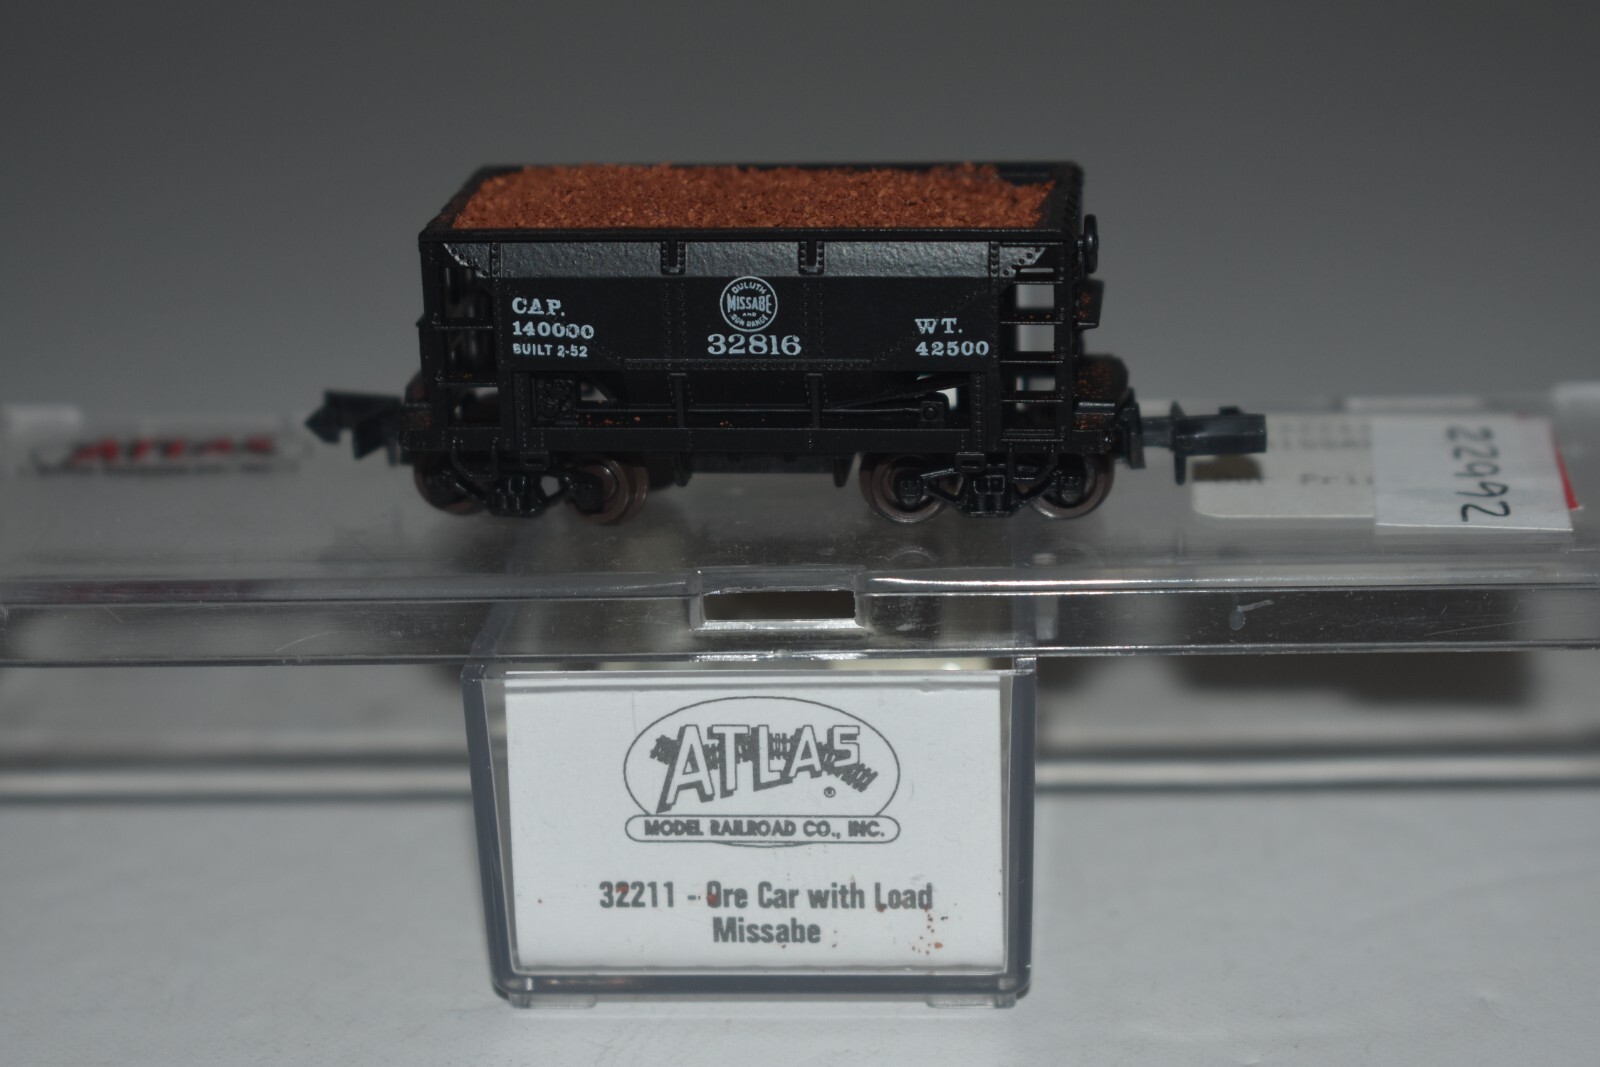 CAP.
140000
BUILT 2-52
DULUTH
MISSABE
AND
IRON RANGE
32816
WT.
42500
ATLAS
22992
ATLAS
®
MODEL RAILROAD CO., INC.
32211 - Ore Car with Load
Missabe